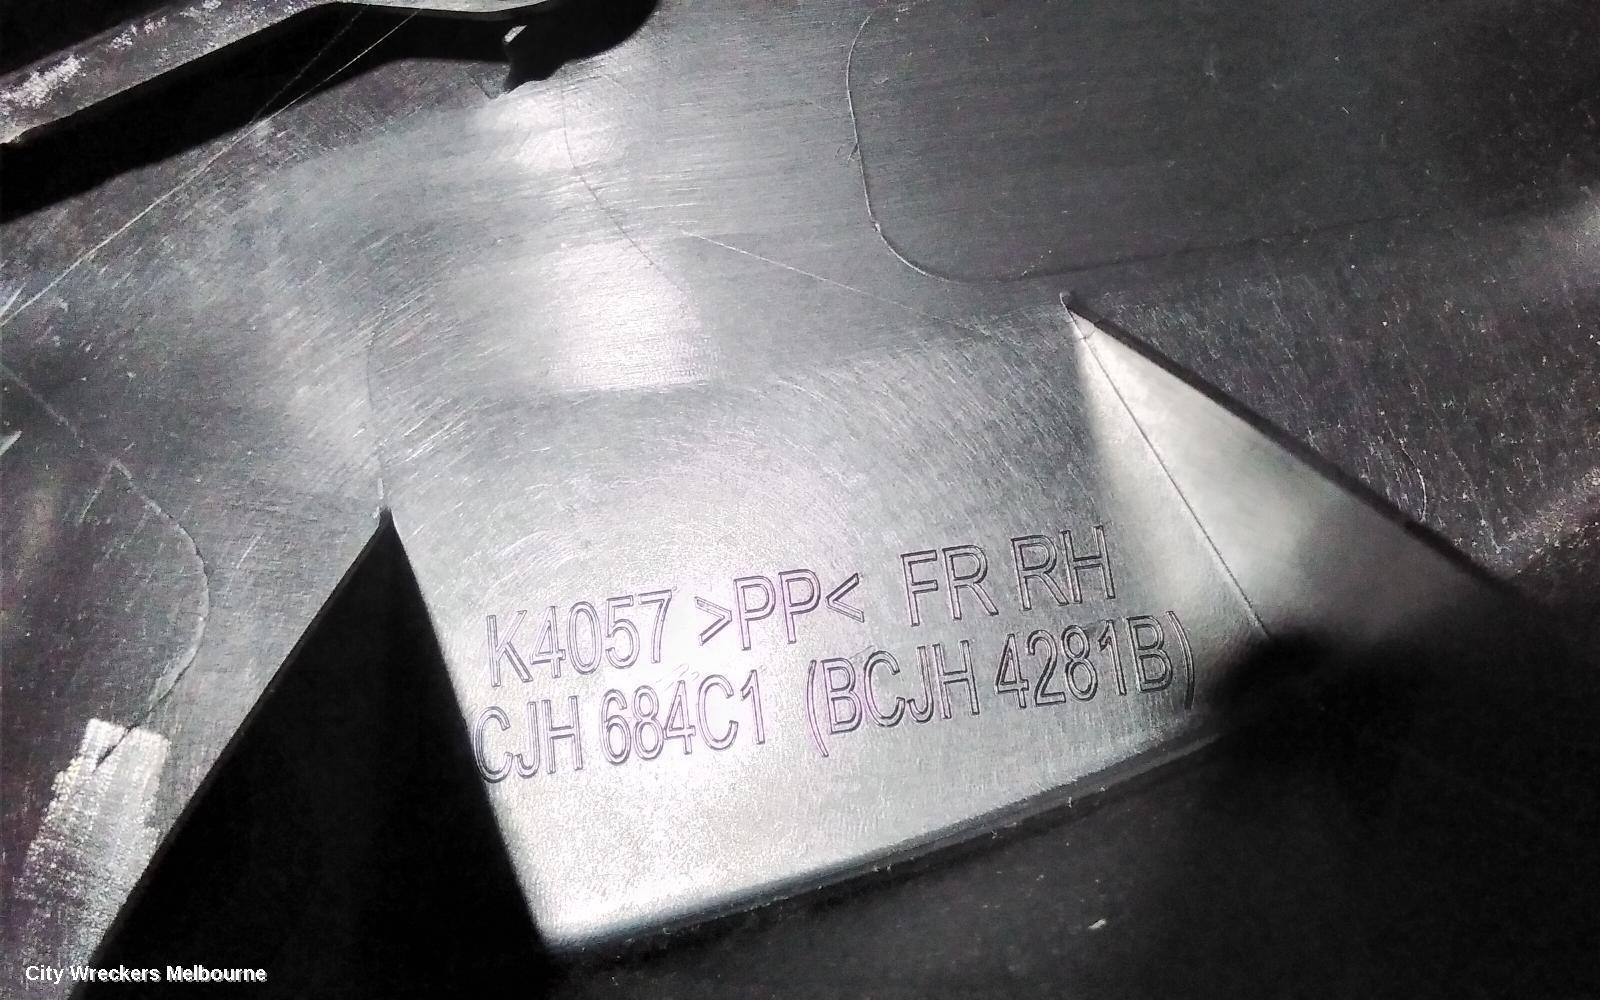 K4057 >PP< FR RH
CJH 684C1 (BCJH 4281B)
City Wreckers Melbourne